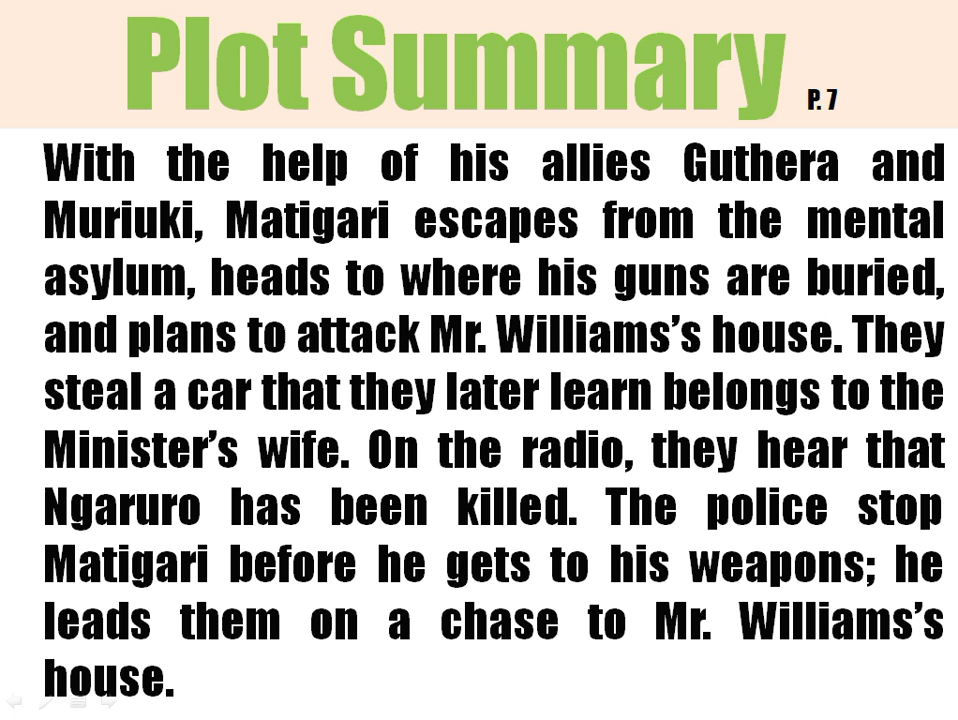 Plot Summary P. 7
With the help of his allies Guthera and
Muriuki, Matigari escapes from the mental
asylum, heads to where his guns are buried,
and plans to attack Mr. Williams’s house. They
steal a car that they later learn belongs to the
Minister’s wife. On the radio, they hear that
Ngaruro has been killed. The police stop
Matigari before he gets to his weapons; he
leads them on a chase to Mr. Williams’s
house.